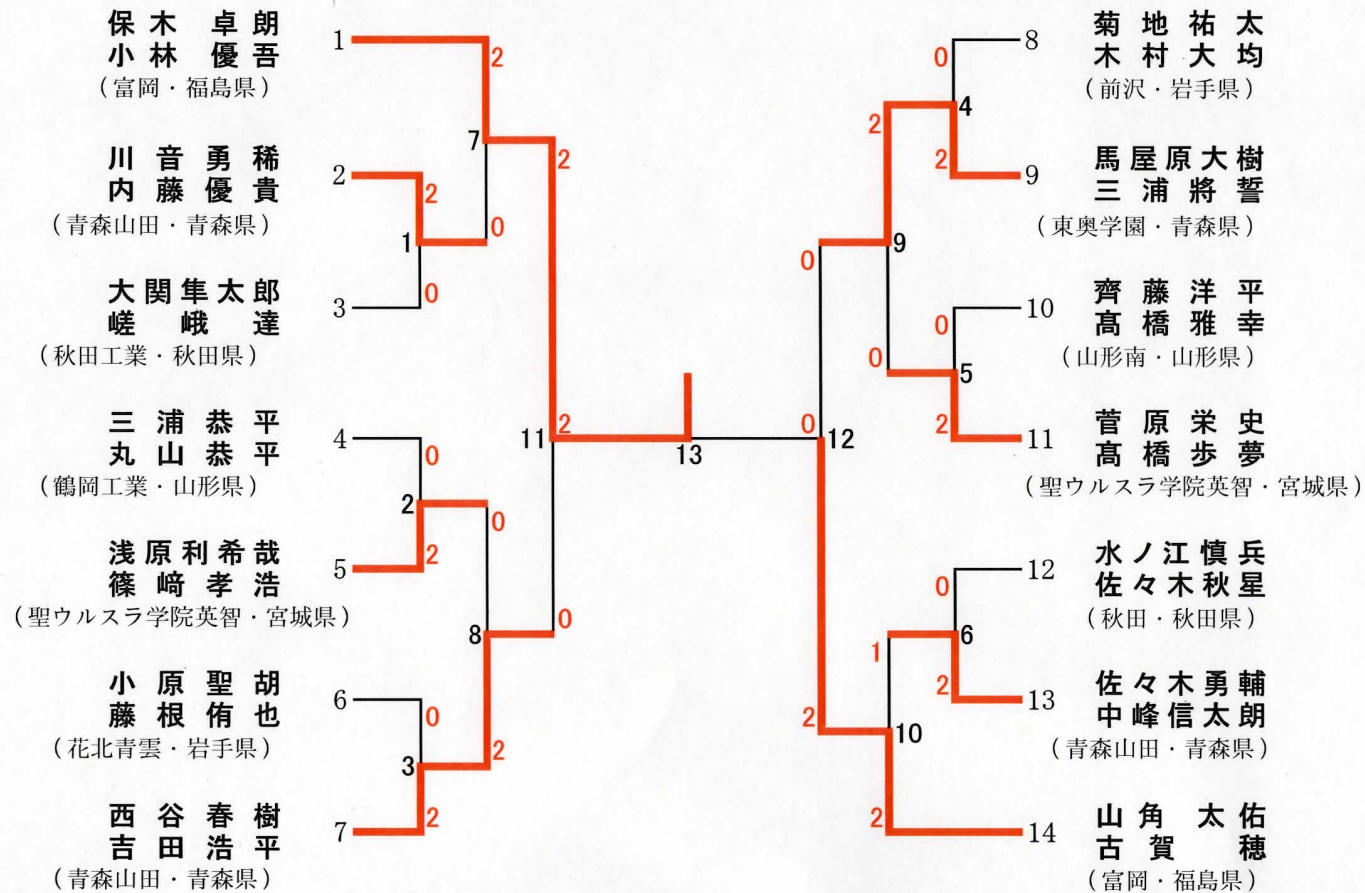 保木 卓朗
小林 優吾
（富岡・福島県）
1
川音勇稀
内藤優貴
（青森山田・青森県）
2
大関隼太郎
嵯峨 達
（秋田工業・秋田県）
3
三浦恭平
丸山恭平
（鶴岡工業・山形県）
4
浅原利希哉
篠﨑孝浩
（聖ウルスラ学院英智・宮城県）
5
小原聖胡
藤根侑也
（花北青雲・岩手県）
6
西谷春樹
吉田浩平
（青森山田・青森県）
7
2
7
2
2
1
0
0
0
2
2
0
8
0
0
3
2
2
11
2
13
0
12
菊地祐太
木村大均
（前沢・岩手県）
8
馬屋原大樹
三浦將誓
（東奥学園・青森県）
9
齊藤洋平
髙橋雅幸
（山形南・山形県）
10
菅原栄史
髙橋歩夢
（聖ウルスラ学院英智・宮城県）
11
水ノ江慎兵
佐々木秋星
（秋田・秋田県）
12
佐々木勇輔
中峰信太朗
（青森山田・青森県）
13
山角 太佑
古賀 穂
（富岡・福島県）
14
0
4
2
2
9
0
0
0
5
2
0
6
2
1
2
10
2